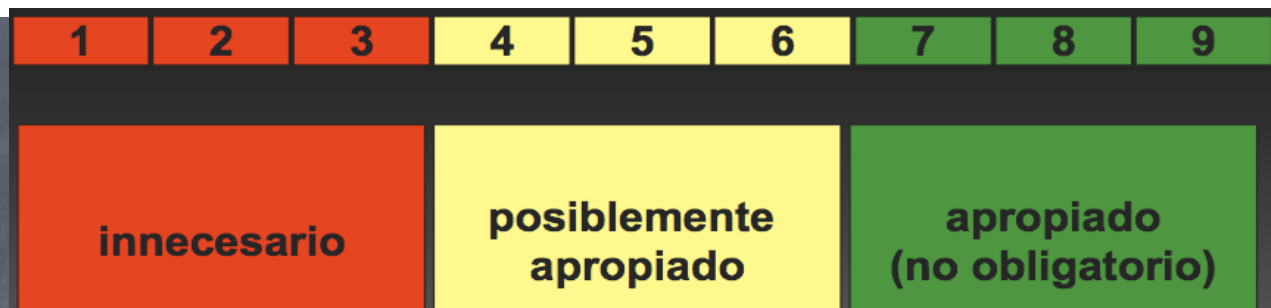 1 2 3 4 5 6 7 8 9
innecesario
posiblemente
apropiado
apropiado
(no obligatorio)